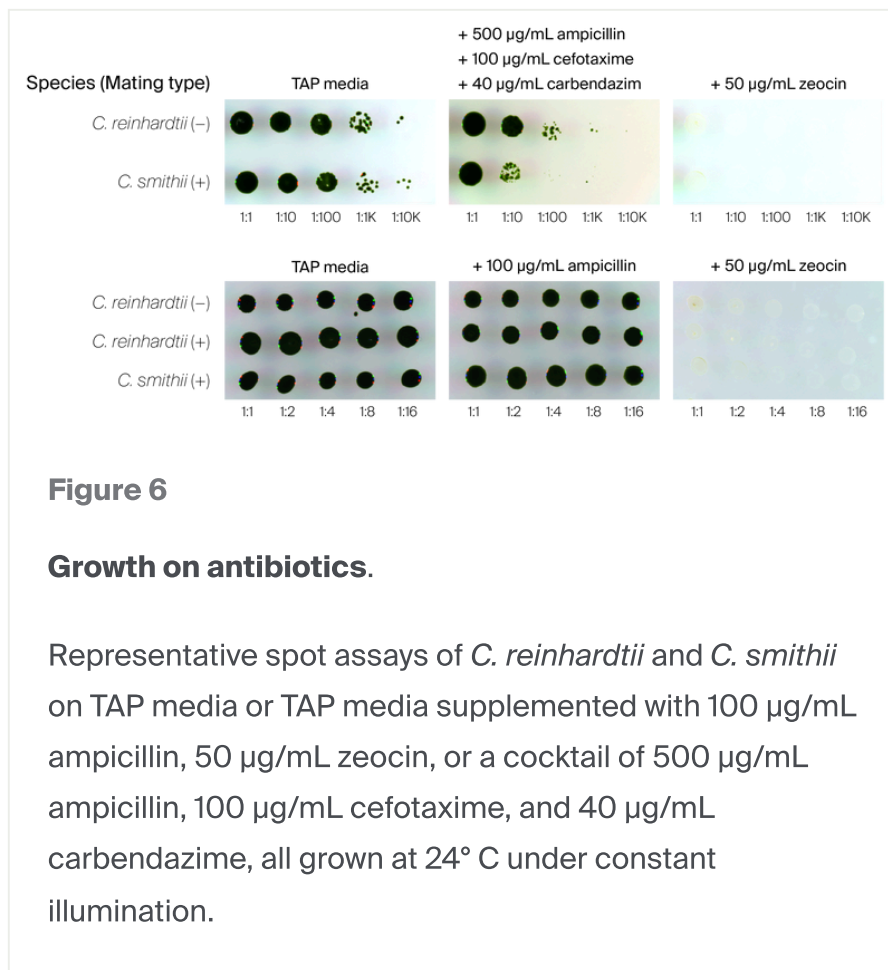 + 500 µg/mL ampicillin
+ 100 µg/mL cefotaxime
Species (Mating type) TAP media + 40 µg/mL carbendazim + 50 µg/mL zeocin
C. reinhardtii (–)
C. smithii (+)
1:1 1:10 1:100 1:1K 1:10K 1:1 1:10 1:100 1:1K 1:10K 1:1 1:10 1:100 1:1K 1:10K
TAP media + 100 µg/mL ampicillin + 50 µg/mL zeocin
C. reinhardtii (–)
C. reinhardtii (+)
C. smithii (+)
1:1 1:2 1:4 1:8 1:16 1:1 1:2 1:4 1:8 1:16 1:1 1:2 1:4 1:8 1:16
Figure 6
Growth on antibiotics.
Representative spot assays of C. reinhardtii and C. smithii
on TAP media or TAP media supplemented with 100 µg/mL
ampicillin, 50 µg/mL zeocin, or a cocktail of 500 µg/mL
ampicillin, 100 µg/mL cefotaxime, and 40 µg/mL
carbendazime, all grown at 24° C under constant
illumination.